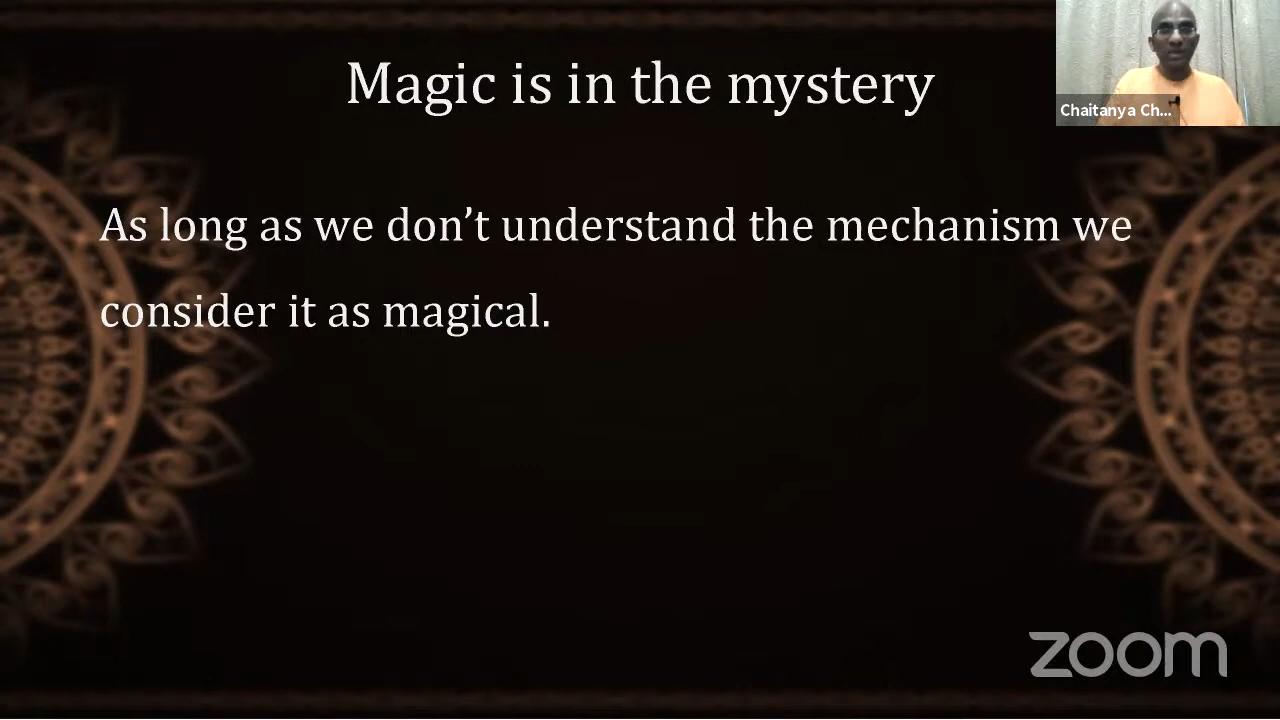 Magic is in the mystery
Chaitanya Ch...
As long as we don’t understand the mechanism we
consider it as magical.
zoom